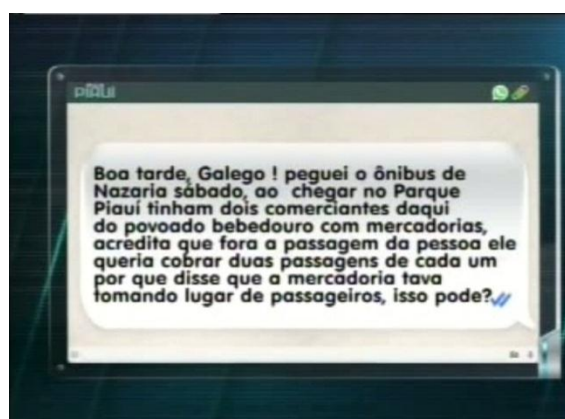 PIAUÍ
Boa tarde, Galego ! peguei o ônibus de
Nazaria sábado, ao chegar no Parque
Piauí tinham dois comerciantes daqui
do povoado bebedouro com mercadorias,
acredita que fora a passagem da pessoa ele
queria cobrar duas passagens de cada um
por que disse que a mercadoria tava
tomando lugar de passageiros, isso pode?